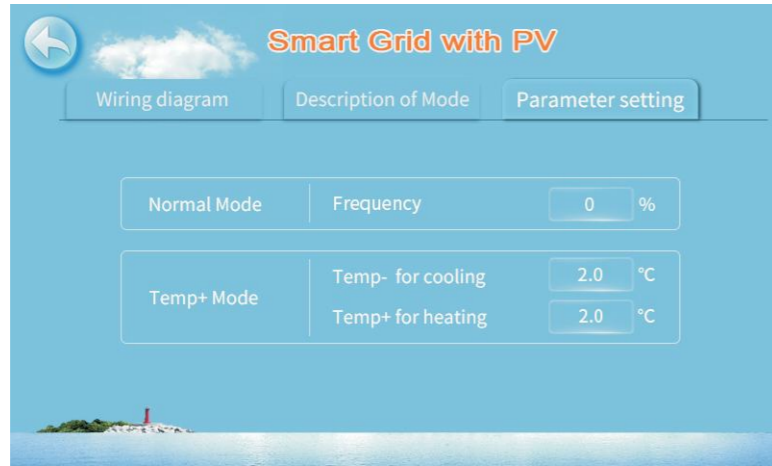 Smart Grid with PV
Wiring diagram Description of Mode Parameter setting
Normal Mode Frequency 0 %
Temp- for cooling 2.0 °C
Temp+ Mode
Temp+ for heating 2.0 °C